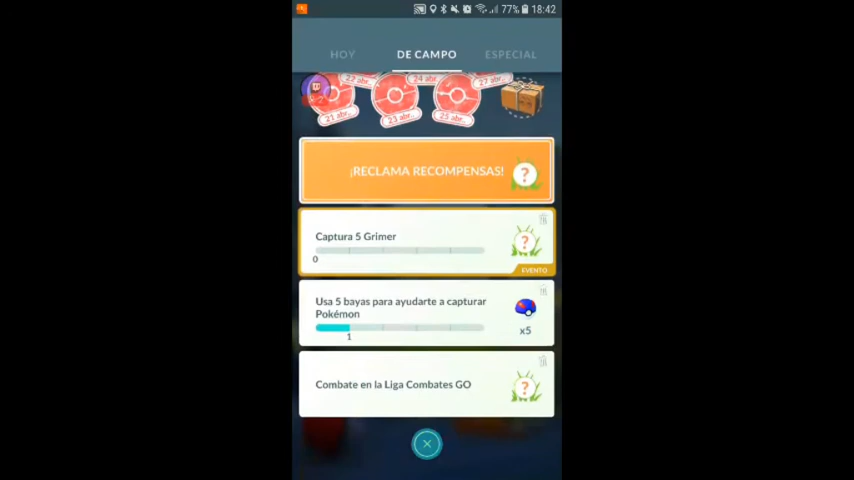 77% 18:42
HOY DE CAMPO ESPECIAL
22 abr. 24 abr. 27 abr.
21 abr. 23 abr. 25 abr.
¡RECLAMA RECOMPENSAS! ?
Captura 5 Grimer ?
0
EVENTO
Usa 5 bayas para ayudarte a capturar
Pokémon
x5
1
Combate en la Liga Combates GO ?